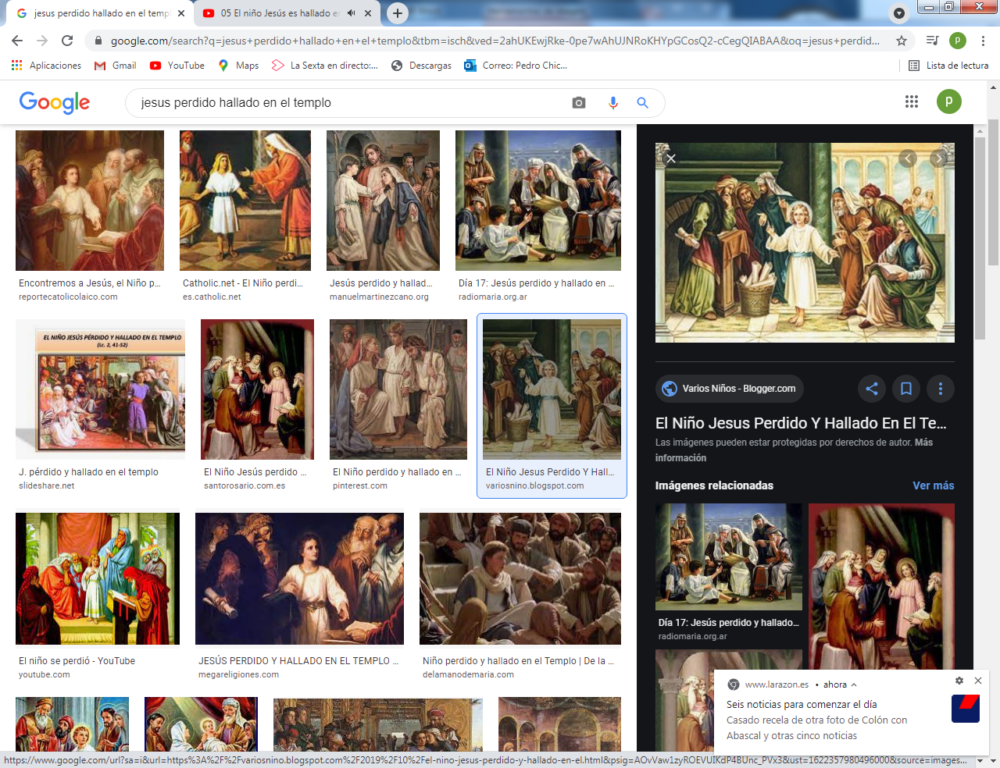 jesus perdido hallado en el temp
05 El niño Jesús es hallado en
google.com/search?q=jesus+perdido+hallado+en+el+templo&tbm=isch&ved=2ahUKEwjRke-0pe7wAhUJNRoKHYpGCosQ2-cCegQIABAA&oq=jesus+perdid...
p
Aplicaciones
Gmail
YouTube
Maps
La Sexta en directo:...
Descargas
Correo: Pedro Chic...
Lista de lectura
Google
jesus perdido hallado en el templo
p
Encontremos a Jesús, el Niño p...
reportecatolicolaico.com
Catholic.net - El Niño perdi...
es.catholic.net
Jesús perdido y hallad...
manuelmartinezcano.org
Día 17: Jesús perdido y hallado en ...
radiomaria.org.ar
EL NIÑO JESÚS PÉRDIDO Y HALLADO EN EL TEMPLO
(Lc. 2, 41-52)
J. pérdido y hallado en el templo
slideshare.net
El Niño Jesús perdido ...
santorosario.com.es
El Niño perdido y hallado en ...
pinterest.com
El Niño Jesus Perdido Y Hall...
variosnino.blogspot.com
El niño se perdió - YouTube
youtube.com
JESÚS PERDIDO Y HALLADO EN EL TEMPLO ...
megareligiones.com
Niño perdido y hallado en el Templo | De la ...
delamanodemaria.com
Varios Niños - Blogger.com
El Niño Jesus Perdido Y Hallado En El Te...
Las imágenes pueden estar protegidas por derechos de autor. Más
información
Imágenes relacionadas
Ver más
Día 17: Jesús perdido y hallado...
radiomaria.org.ar
www.larazon.es • ahora
Seis noticias para comenzar el día
Casado recela de otra foto de Colón con
Abascal y otras cinco noticias
https://www.google.com/url?sa=i&url=https%3A%2F%2Fvariosnino.blogspot.com%2F2019%2F10%2Fel-nino-jesus-perdido-y-hallado-en-el.html&psig=AOvVaw1zyROEVUIKdP4BUnc_PVx3&ust=1622357980496000&source=images...